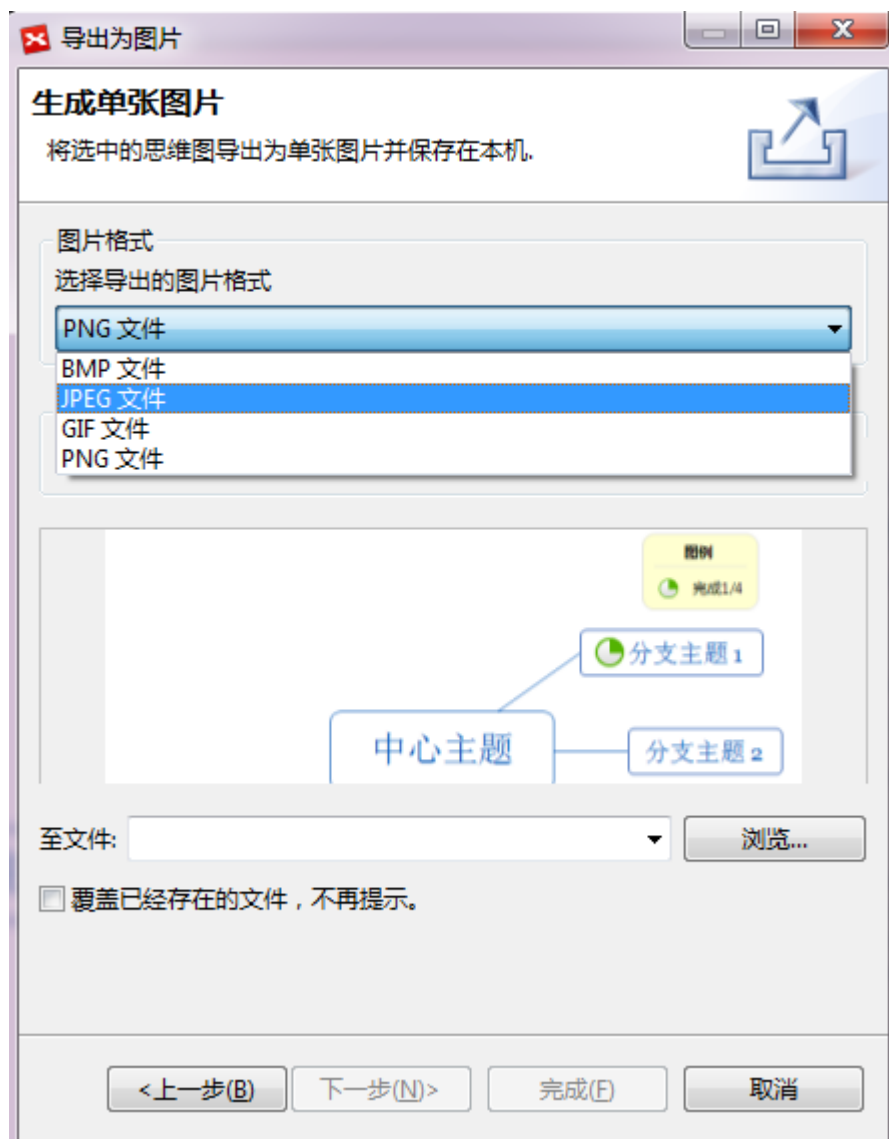 导出为图片
生成单张图片
将选中的思维图导出为单张图片并保存在本机.
图片格式
选择导出的图片格式
PNG 文件
BMP 文件
JPEG 文件
GIF 文件
PNG 文件
图例
完成1/4
分支主题 1
中心主题
分支主题 2
至文件:
浏览...
覆盖已经存在的文件，不再提示。
<上一步(B)
下一步(N)>
完成(F)
取消